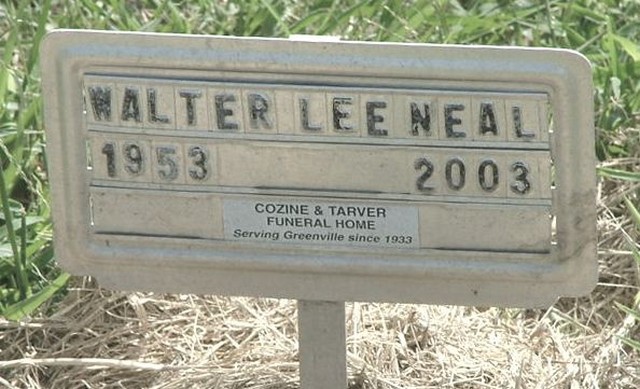 WALTER LEE NEAL
1953 2003
COZINE & TARVER
FUNERAL HOME
Serving Greenville since 1933